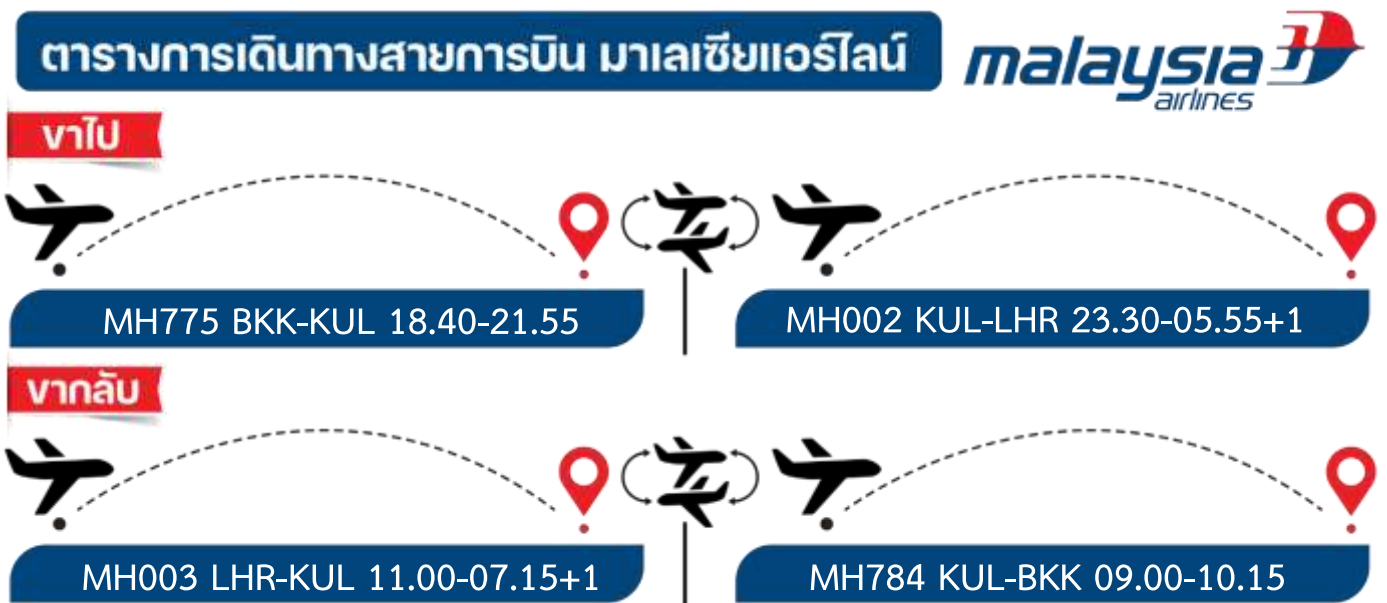 ตารางการเดินทางสายการบิน มาเลเซียแอร์ไลน์
malaysia
airlines
ขาไป
MH775 BKK-KUL 18.40-21.55
MH002 KUL-LHR 23.30-05.55+1
ขากลับ
MH003 LHR-KUL 11.00-07.15+1
MH784 KUL-BKK 09.00-10.15